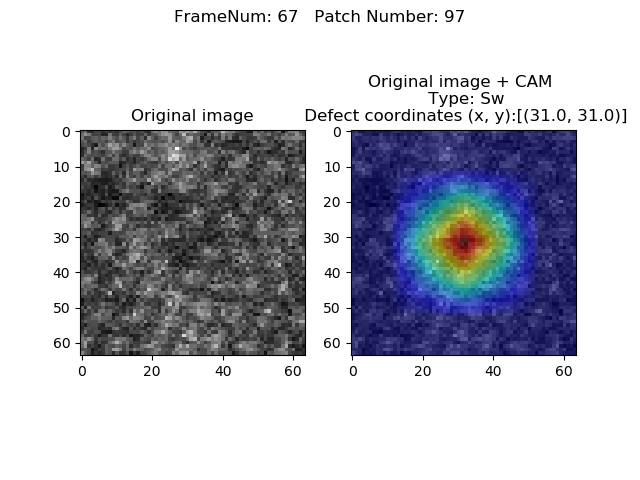 FrameNum: 67   Patch Number: 97
Original image
0
10
20
30
40
50
60
0 20 40 60
Original image + CAM
Type: Sw
Defect coordinates (x, y):[(31.0, 31.0)]
0
10
20
30
40
50
60
0 20 40 60